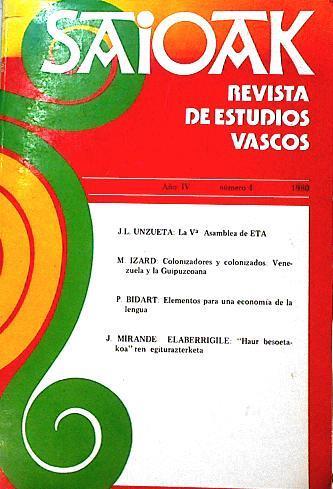 SAIOAK
REVISTA
DE ESTUDIOS
VASCOS
Año IV número 4 1980
J.L. UNZUETA: La Vª Asamblea de ETA
M. IZARD: Colonizadores y colonizados. Vene-
zuela y la Guipuzcoana
P. BIDART: Elementos para una economía de la
lengua
J. MIRANDE ELABERRIGILE: "Haur besoeta-
koa"ren egiturazterketa